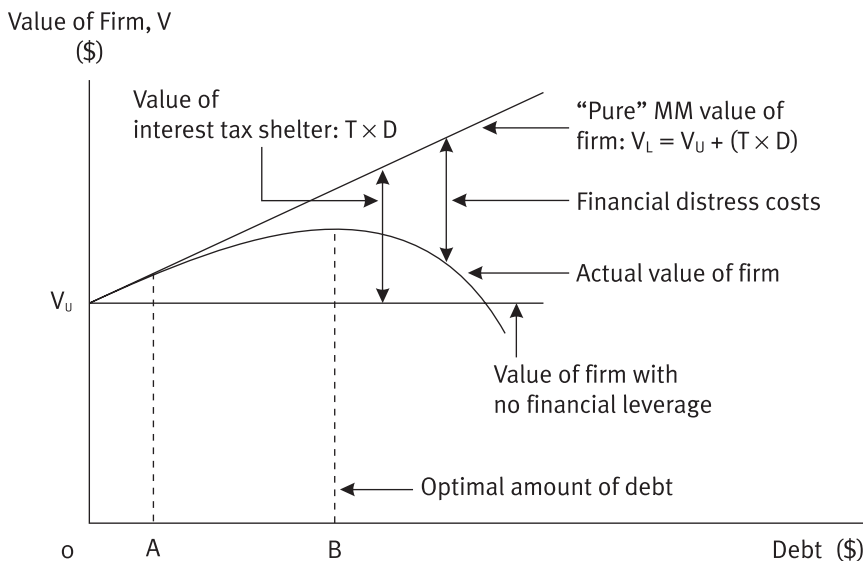 Value of Firm, V
($)
Value of
interest tax shelter: T × D
“Pure” MM value of
firm: V_L = V_U + (T × D)
Financial distress costs
Actual value of firm
V_U
Value of firm with
no financial leverage
Optimal amount of debt
o
A
B
Debt ($)